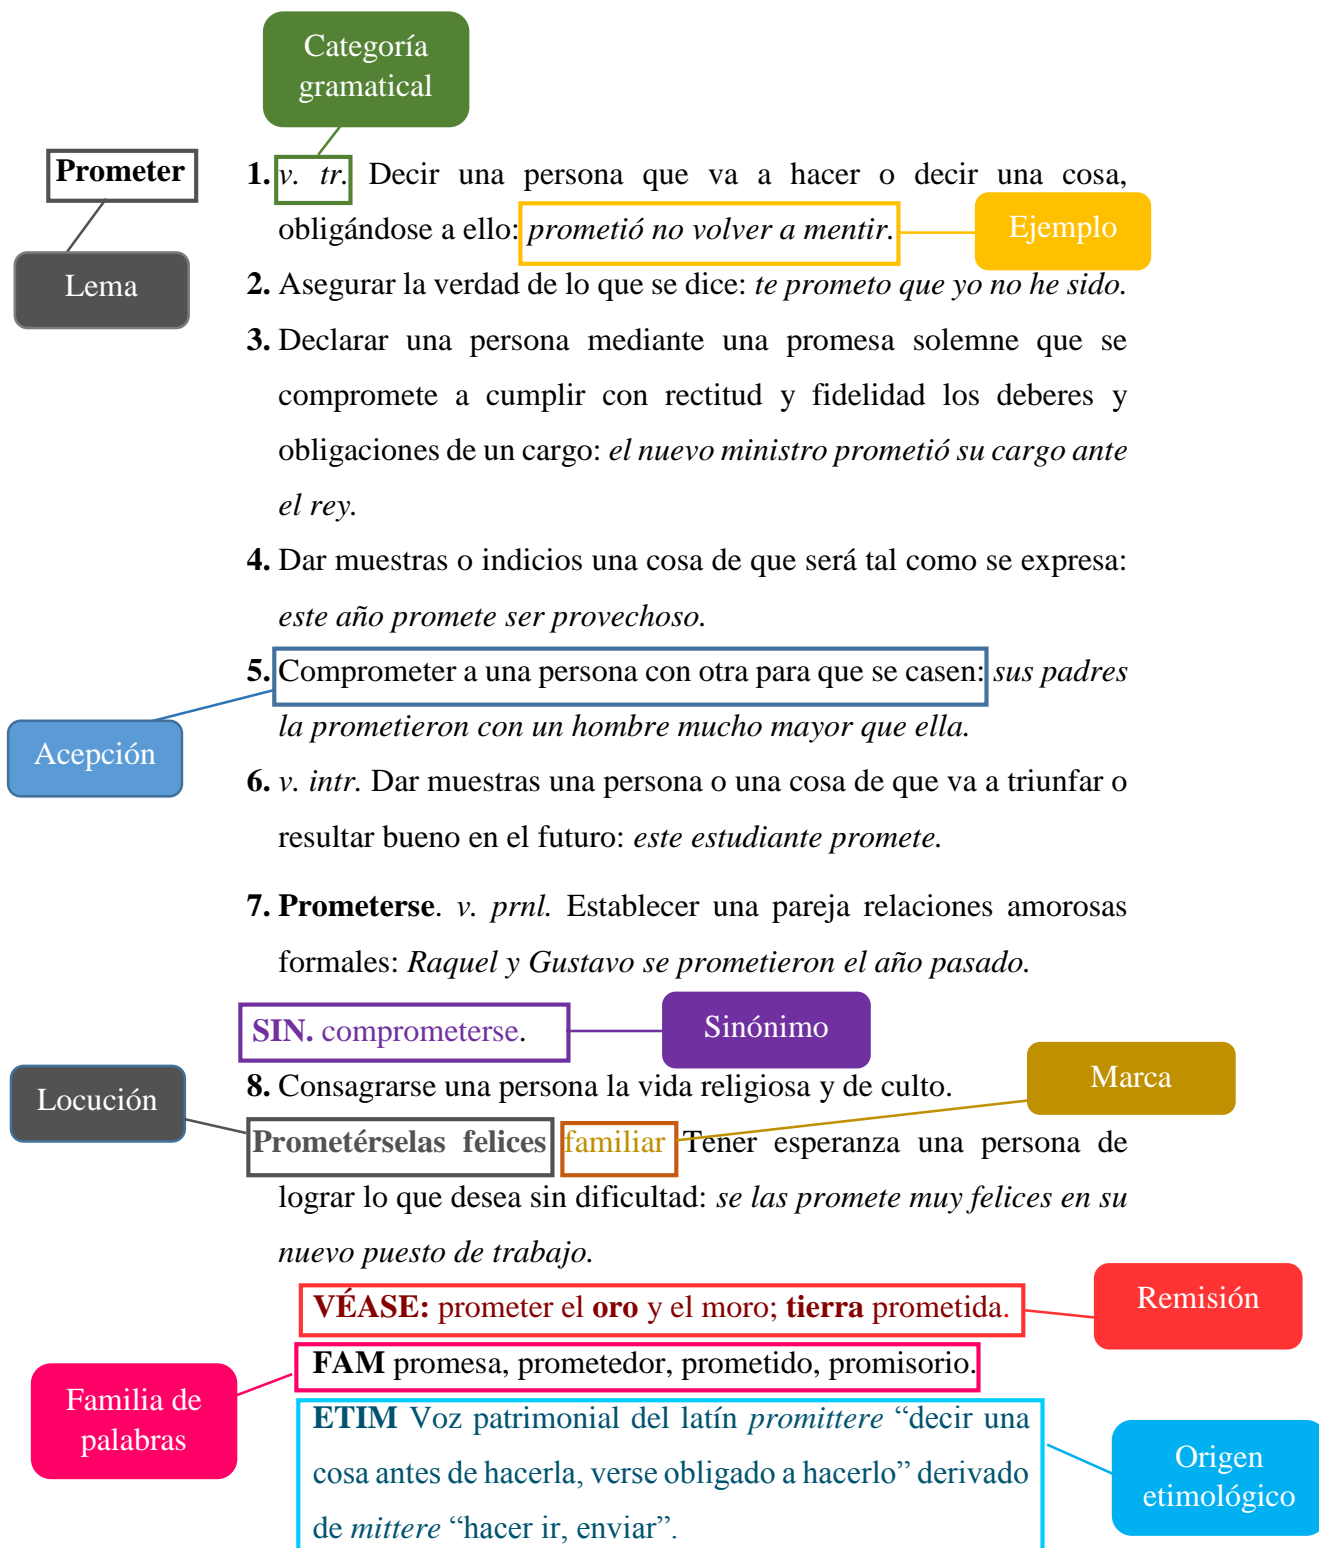 Categoría
gramatical
Prometer
1. v. tr. Decir una persona que va a hacer o decir una cosa,
obligándose a ello: prometió no volver a mentir.
Ejemplo
Lema
2. Asegurar la verdad de lo que se dice: te prometo que yo no he sido.
3. Declarar una persona mediante una promesa solemne que se
compromete a cumplir con rectitud y fidelidad los deberes y
obligaciones de un cargo: el nuevo ministro prometió su cargo ante
el rey.
4. Dar muestras o indicios una cosa de que será tal como se expresa:
este año promete ser provechoso.
5. Comprometer a una persona con otra para que se casen: sus padres
la prometieron con un hombre mucho mayor que ella.
Acepción
6. v. intr. Dar muestras una persona o una cosa de que va a triunfar o
resultar bueno en el futuro: este estudiante promete.
7. Prometerse. v. prnl. Establecer una pareja relaciones amorosas
formales: Raquel y Gustavo se prometieron el año pasado.
SIN. comprometerse.
Sinónimo
8. Consagrarse una persona la vida religiosa y de culto.
Marca
Locución
Prometérselas felices familiar Tener esperanza una persona de
lograr lo que desea sin dificultad: se las promete muy felices en su
nuevo puesto de trabajo.
VÉASE: prometer el oro y el moro; tierra prometida.
Remisión
FAM promesa, prometedor, prometido, promisorio.
Familia de
palabras
ETIM Voz patrimonial del latín promittere “decir una
cosa antes de hacerla, verse obligado a hacerlo” derivado
de mittere “hacer ir, enviar”.
Origen
etimológico